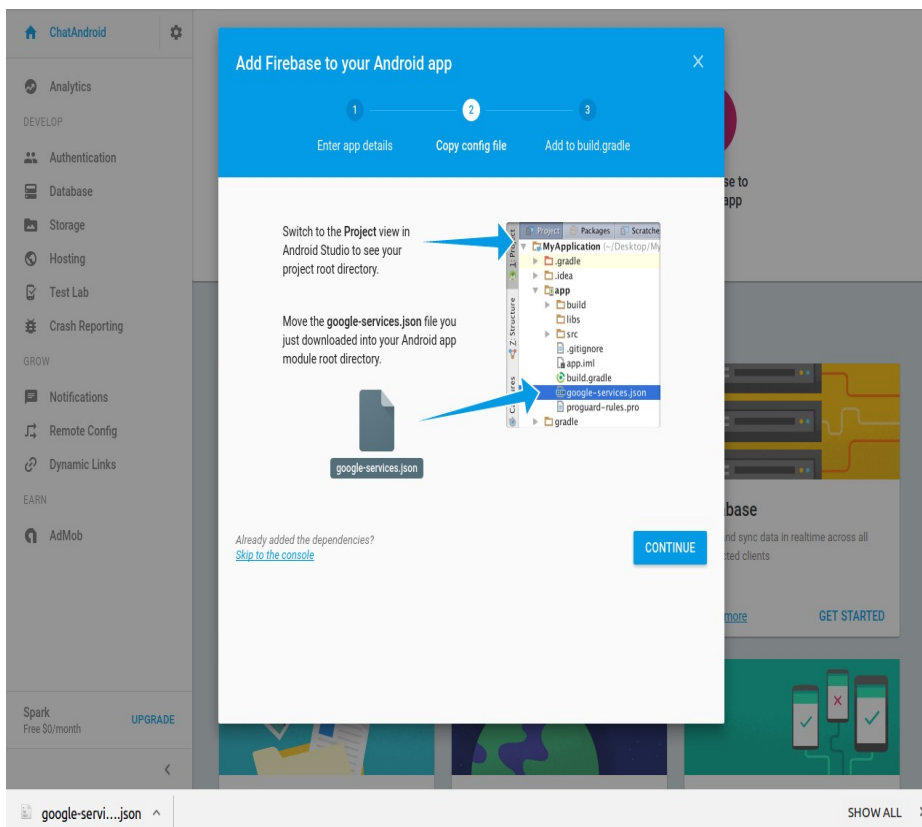 ChatAndroid
Analytics
DEVELOP
Authentication
Database
Storage
Hosting
Test Lab
Crash Reporting
GROW
Notifications
Remote Config
Dynamic Links
EARN
AdMob
Spark
Free $0/month
UPGRADE
Add Firebase to your Android app
1
2
3
Enter app details
Copy config file
Add to build.gradle
Switch to the Project view in
Android Studio to see your
project root directory.
Move the google-services.json file you
just downloaded into your Android app
module root directory.
google-services.json
Project Packages Scratche
1: Project
Z: Structure
MyApplication (~/Desktop/My
.gradle
.idea
app
build
libs
src
.gitignore
app.iml
build.gradle
google-services.json
proguard-rules.pro
gradle
Already added the dependencies?
Skip to the console
CONTINUE
se to
app
base
nd sync data in realtime across all
cted clients
more
GET STARTED
google-servi....json
SHOW ALL